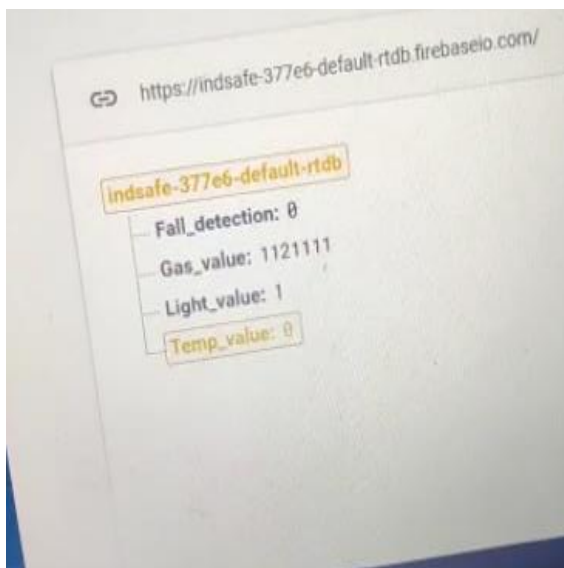 https://indsafe-377e6-default-rtdb.firebaseio.com/
indsafe-377e6-default-rtdb
Fall_detection: 0
Gas_value: 1121111
Light_value: 1
Temp_value: 0